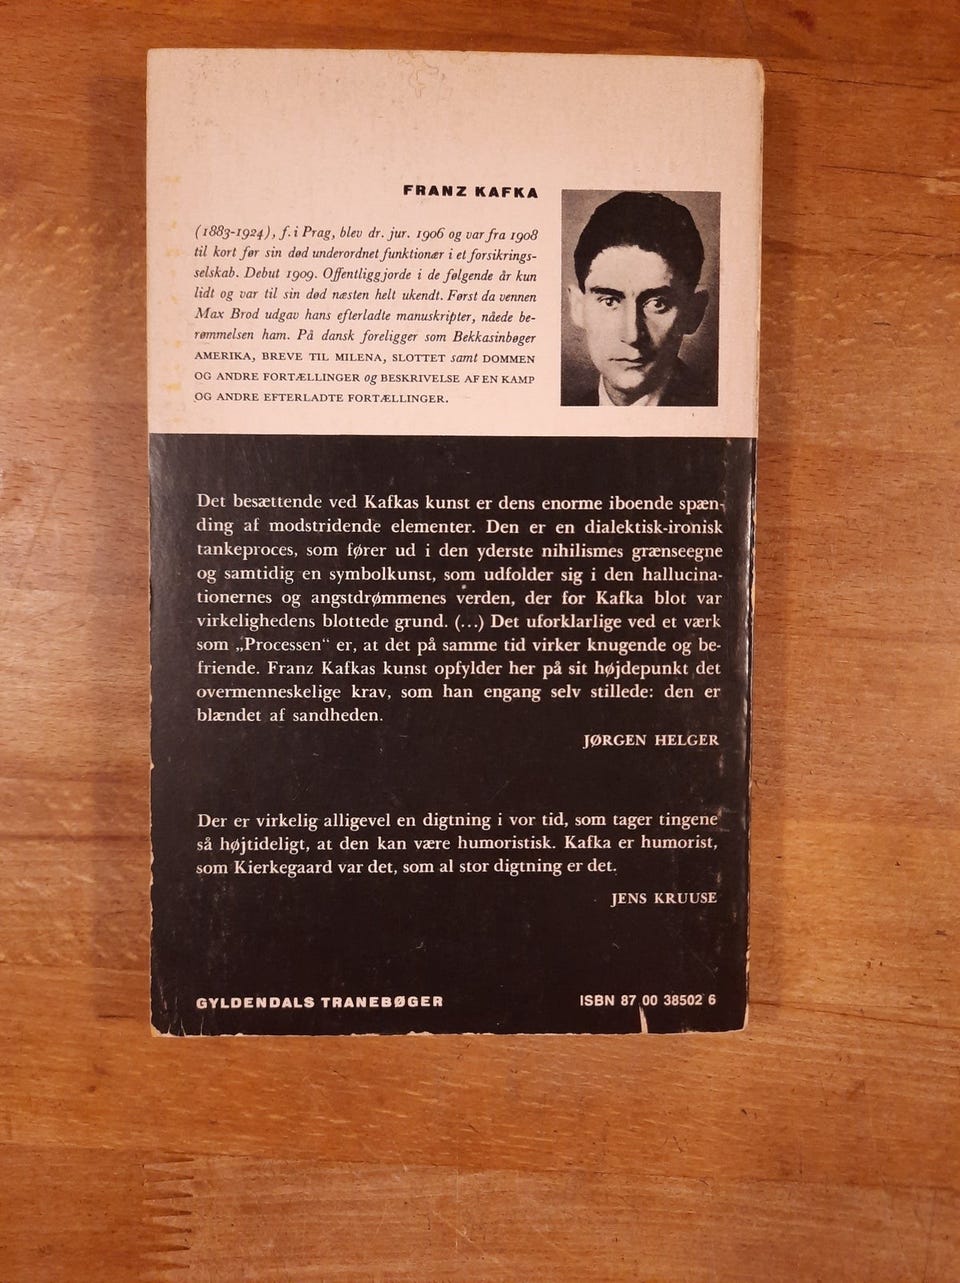 FRANZ KAFKA
(1883-1924), f. i Prag, blev dr. jur. 1906 og var fra 1908
til kort før sin død underordnet funktionær i et forsikrings-
selskab. Debut 1909. Offentliggjorde i de følgende år kun
lidt og var til sin død næsten helt ukendt. Først da vennen
Max Brod udgav hans efterladte manuskripter, nåede be-
rømmelsen ham. På dansk foreligger som Bekkasinbøger
AMERIKA, BREVE TIL MILENA, SLOTTET samt DOMMEN
OG ANDRE FORTÆLLINGER og BESKRIVELSE AF EN KAMP
OG ANDRE EFTERLADTE FORTÆLLINGER.
Det besættende ved Kafkas kunst er dens enorme iboende spæn-
ding af modstridende elementer. Den er en dialektisk-ironisk
tankeproces, som fører ud i den yderste nihilismes grænseegne
og samtidig en symbolkunst, som udfolder sig i den hallucina-
tionernes og angstdrømmenes verden, der for Kafka blot var
virkelighedens blottede grund. (...) Det uforklarlige ved et værk
som „Processen“ er, at det på samme tid virker knugende og be-
friende. Franz Kafkas kunst opfylder her på sit højdepunkt det
overmenneskelige krav, som han engang selv stillede: den er
blændet af sandheden.
JØRGEN HELGER
Der er virkelig alligevel en digtning i vor tid, som tager tingene
så højtideligt, at den kan være humoristisk. Kafka er humorist,
som Kierkegaard var det, som al stor digtning er det.
JENS KRUUSE
GYLDENDALS TRANEBØGER
ISBN 87 00 38502 6